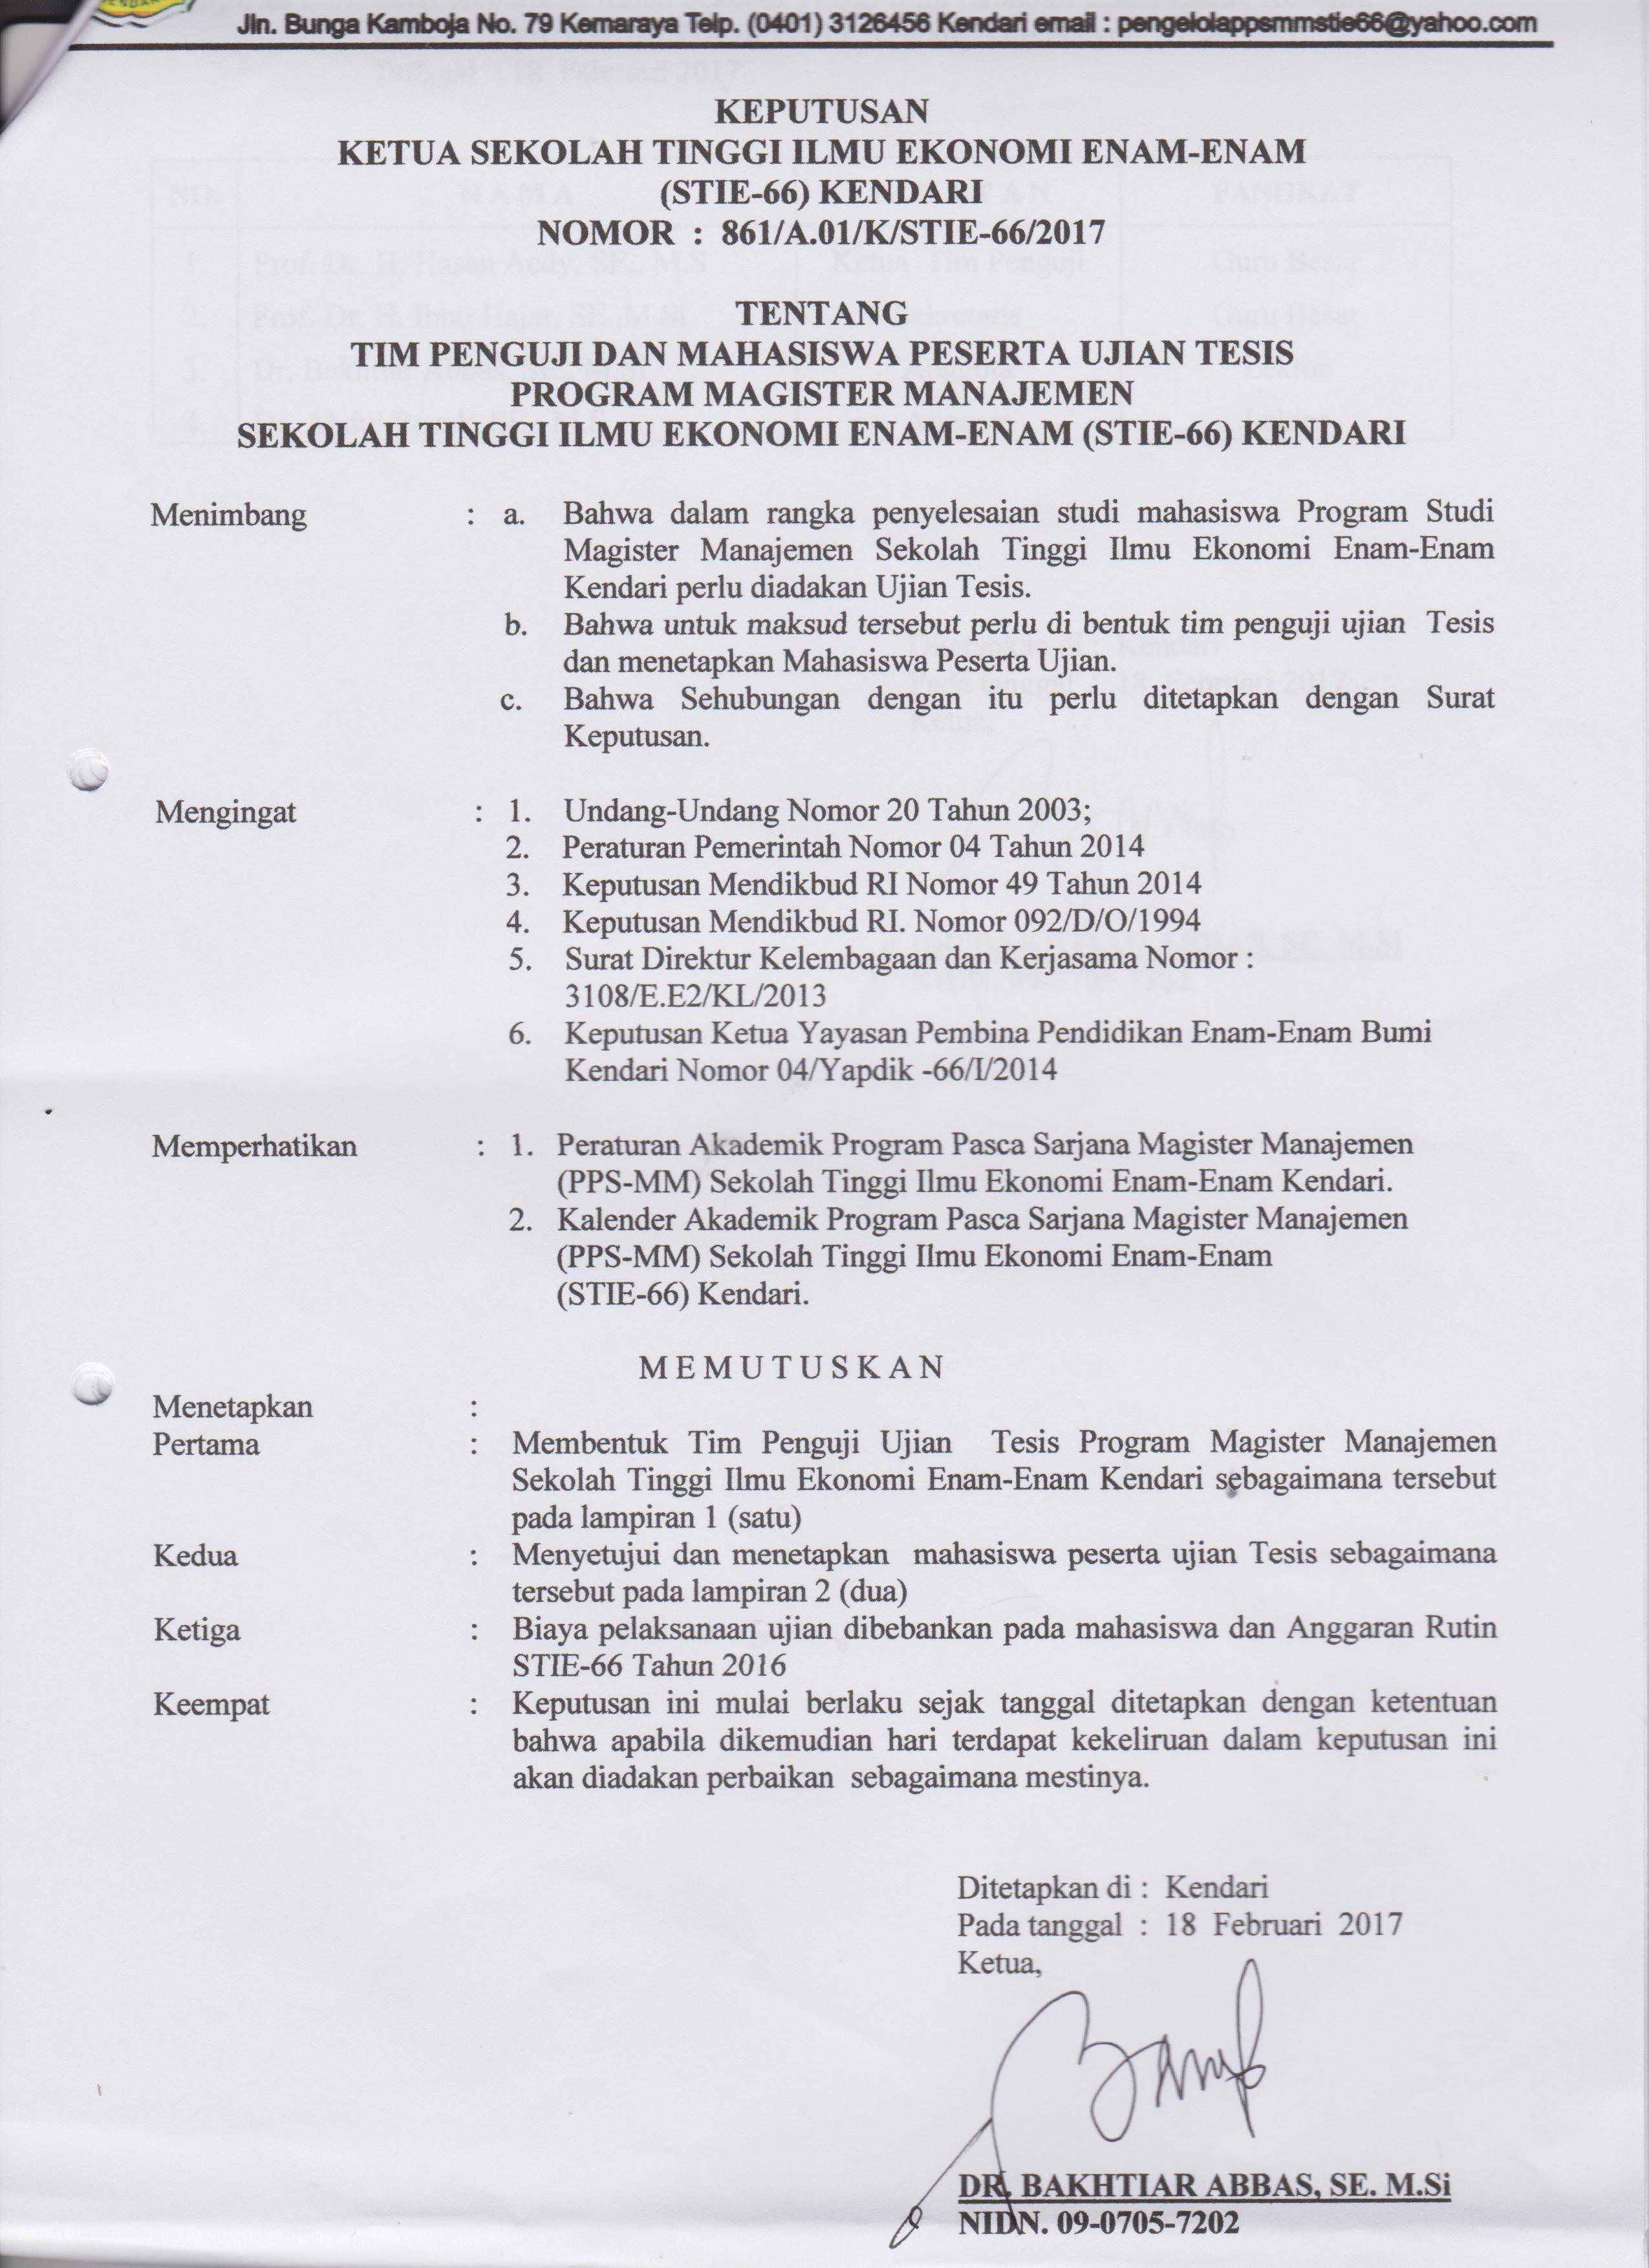 KENDARI
Jln. Bunga Kamboja No. 79 Kemaraya Telp. (0401) 3126456 Kendari email : pengelolappsmmstie66@yahoo.com
KEPUTUSAN
KETUA SEKOLAH TINGGI ILMU EKONOMI ENAM-ENAM
(STIE-66) KENDARI
NOMOR : 861/A.01/K/STIE-66/2017
TENTANG
TIM PENGUJI DAN MAHASISWA PESERTA UJIAN TESIS
PROGRAM MAGISTER MANAJEMEN
SEKOLAH TINGGI ILMU EKONOMI ENAM-ENAM (STIE-66) KENDARI
Menimbang : a. Bahwa dalam rangka penyelesaian studi mahasiswa Program Studi
Magister Manajemen Sekolah Tinggi Ilmu Ekonomi Enam-Enam
Kendari perlu diadakan Ujian Tesis.
b. Bahwa untuk maksud tersebut perlu di bentuk tim penguji ujian Tesis
dan menetapkan Mahasiswa Peserta Ujian.
c. Bahwa Sehubungan dengan itu perlu ditetapkan dengan Surat
Keputusan.
Mengingat : 1. Undang-Undang Nomor 20 Tahun 2003;
2. Peraturan Pemerintah Nomor 04 Tahun 2014
3. Keputusan Mendikbud RI Nomor 49 Tahun 2014
4. Keputusan Mendikbud RI. Nomor 092/D/O/1994
5. Surat Direktur Kelembagaan dan Kerjasama Nomor :
3108/E.E2/KL/2013
6. Keputusan Ketua Yayasan Pembina Pendidikan Enam-Enam Bumi
Kendari Nomor 04/Yapdik -66/I/2014
Memperhatikan : 1. Peraturan Akademik Program Pasca Sarjana Magister Manajemen
(PPS-MM) Sekolah Tinggi Ilmu Ekonomi Enam-Enam Kendari.
2. Kalender Akademik Program Pasca Sarjana Magister Manajemen
(PPS-MM) Sekolah Tinggi Ilmu Ekonomi Enam-Enam
(STIE-66) Kendari.
M E M U T U S K A N
Menetapkan :
Pertama : Membentuk Tim Penguji Ujian Tesis Program Magister Manajemen
Sekolah Tinggi Ilmu Ekonomi Enam-Enam Kendari sebagaimana tersebut
pada lampiran 1 (satu)
Kedua : Menyetujui dan menetapkan mahasiswa peserta ujian Tesis sebagaimana
tersebut pada lampiran 2 (dua)
Ketiga : Biaya pelaksanaan ujian dibebankan pada mahasiswa dan Anggaran Rutin
STIE-66 Tahun 2016
Keempat : Keputusan ini mulai berlaku sejak tanggal ditetapkan dengan ketentuan
bahwa apabila dikemudian hari terdapat kekeliruan dalam keputusan ini
akan diadakan perbaikan sebagaimana mestinya.
Ditetapkan di : Kendari
Pada tanggal : 18 Februari 2017
Ketua,
DR. BAKHTIAR ABBAS, SE. M.Si
NIDN. 09-0705-7202